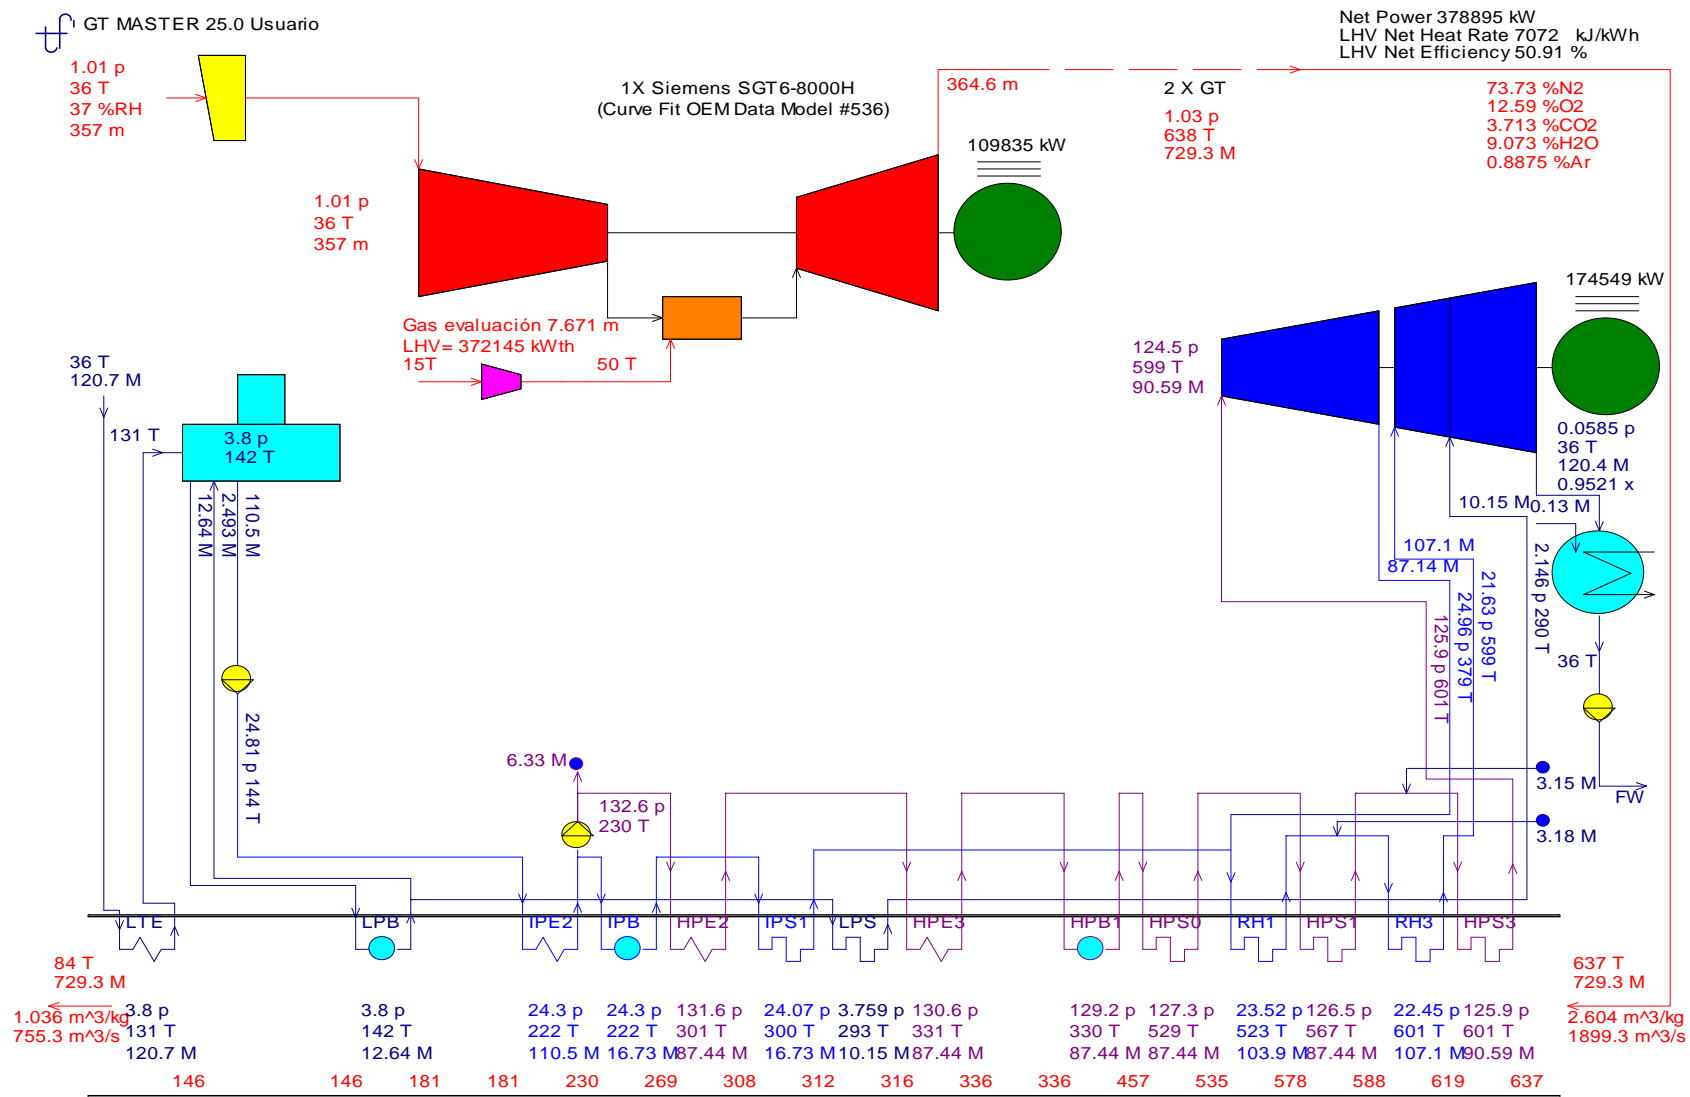 GT MASTER 25.0 Usuario
Net Power 378895 kW
LHV Net Heat Rate 7072 kJ/kWh
LHV Net Efficiency 50.91 %
1.01 p
36 T
37 %RH
357 m
1X Siemens SGT6-8000H
(Curve Fit OEM Data Model #536)
364.6 m
2 X GT
1.03 p
638 T
729.3 M
73.73 %N2
12.59 %O2
3.713 %CO2
9.073 %H2O
0.8875 %Ar
109835 kW
1.01 p
36 T
357 m
174549 kW
Gas evaluación 7.671 m
LHV= 372145 kWth
15T
50 T
124.5 p
599 T
90.59 M
36 T
120.7 M
131 T
3.8 p
142 T
0.0585 p
36 T
120.4 M
0.9521 x
12.64 M
2.493 M
110.5 M
10.15 M
0.13 M
107.1 M
87.14 M
2.146 p 290 T
21.63 p 599 T
24.96 p 379 T
125.9 p 601 T
36 T
24.81 p 144 T
6.33 M
132.6 p
230 T
3.15 M
FW
3.18 M
LTE
LPB
IPE2
IPB
HPE2
IPS1
LPS
HPE3
HPB1
HPS0
RH1
HPS1
RH3
HPS3
84 T
729.3 M
637 T
729.3 M
1.036 m^3/kg
755.3 m^3/s
2.604 m^3/kg
1899.3 m^3/s
3.8 p
131 T
120.7 M
3.8 p
142 T
12.64 M
24.3 p
222 T
110.5 M
24.3 p
222 T
16.73 M
131.6 p
301 T
87.44 M
24.07 p
300 T
16.73 M
3.759 p
293 T
10.15 M
130.6 p
331 T
87.44 M
129.2 p
330 T
87.44 M
127.3 p
529 T
87.44 M
23.52 p
523 T
103.9 M
126.5 p
567 T
87.44 M
22.45 p
601 T
107.1 M
125.9 p
601 T
90.59 M
146 146 181 181 230 269 308 312 316 336 336 457 535 578 588 619 637